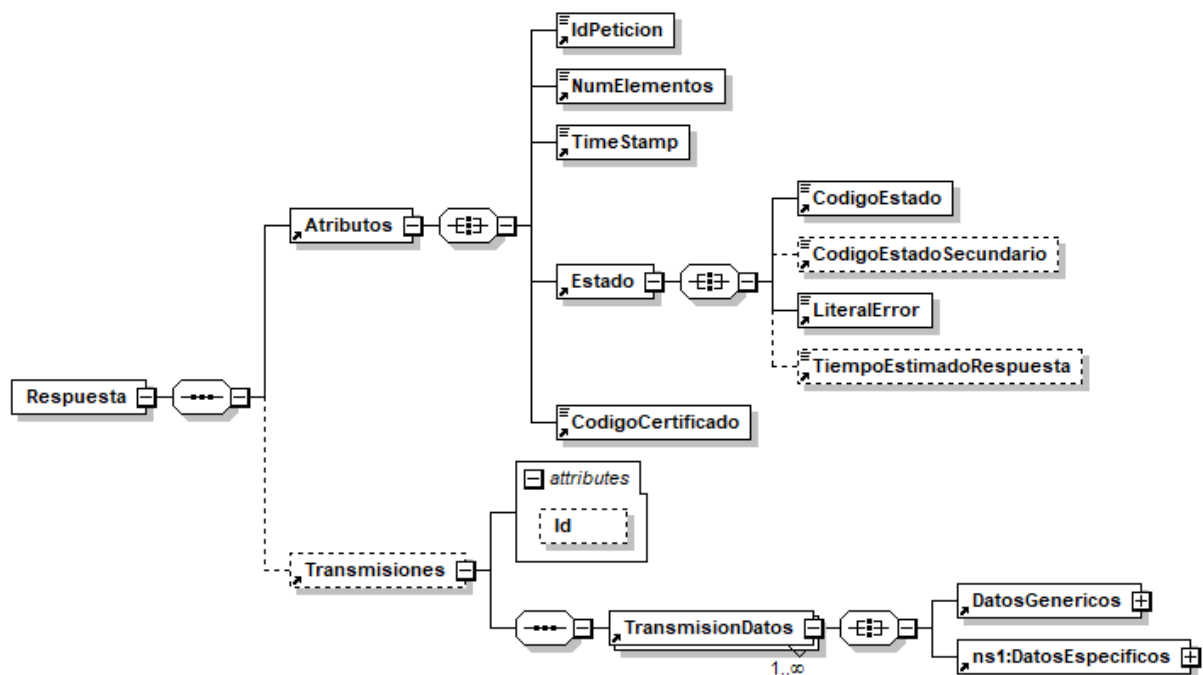 IdPeticion
NumElementos
TimeStamp
CodigoEstado
Atributos
CodigoEstadoSecundario
Estado
LiteralError
TiempoEstimadoRespuesta
Respuesta
CodigoCertificado
attributes
Id
Transmisiones
DatosGenericos
TransmisionDatos
ns1:DatosEspecificos
1..∞